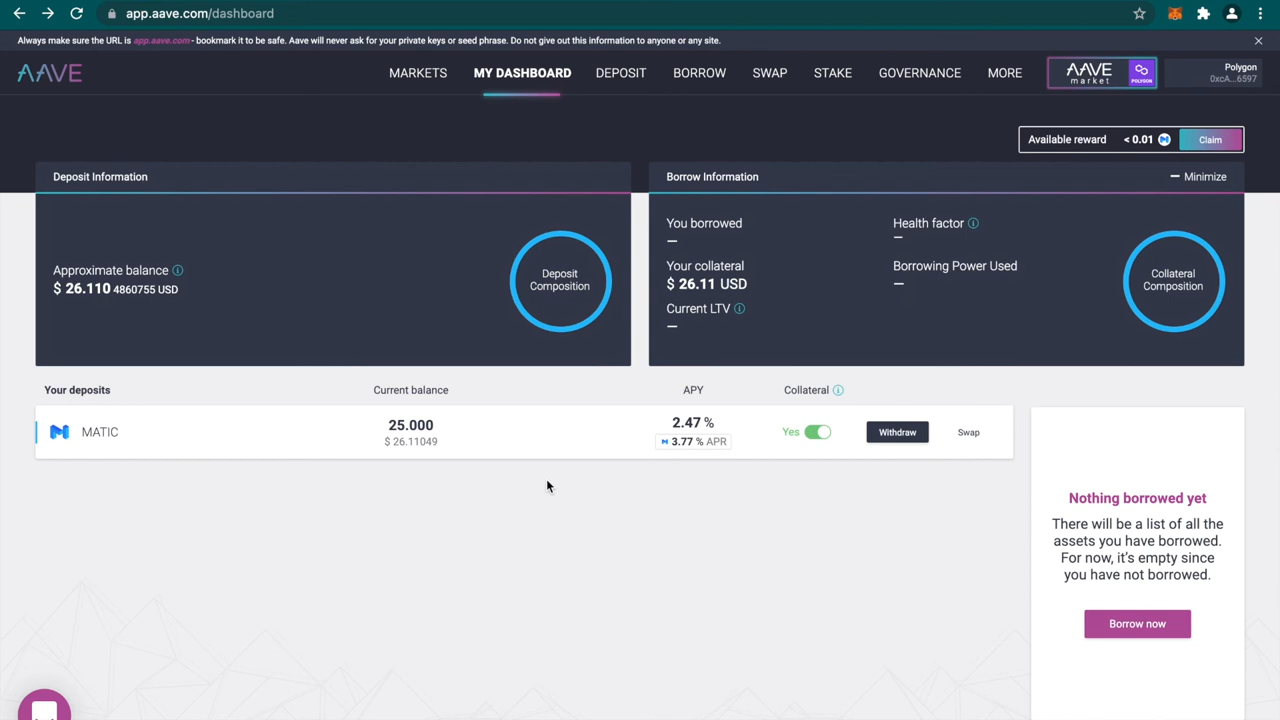 app.aave.com/dashboard
Always make sure the URL is app.aave.com - bookmark it to be safe. Aave will never ask for your private keys or seed phrase. Do not give out this information to anyone or any site.
AAVE
MARKETS
MY DASHBOARD
DEPOSIT
BORROW
SWAP
STAKE
GOVERNANCE
MORE
AAVE
market
POLYGON
Polygon
0xcA...6597
Available reward < 0.01 Claim
Deposit Information
Approximate balance
$ 26.110 4860755 USD
Deposit
Composition
Borrow Information
Minimize
You borrowed
—
Your collateral
$ 26.11 USD
Current LTV
—
Health factor
—
Borrowing Power Used
—
Collateral
Composition
Your deposits Current balance APY Collateral
MATIC
25.000
$ 26.11049
2.47 %
3.77 % APR
Yes
Withdraw
Swap
Nothing borrowed yet
There will be a list of all the
assets you have borrowed.
For now, it's empty since
you have not borrowed.
Borrow now